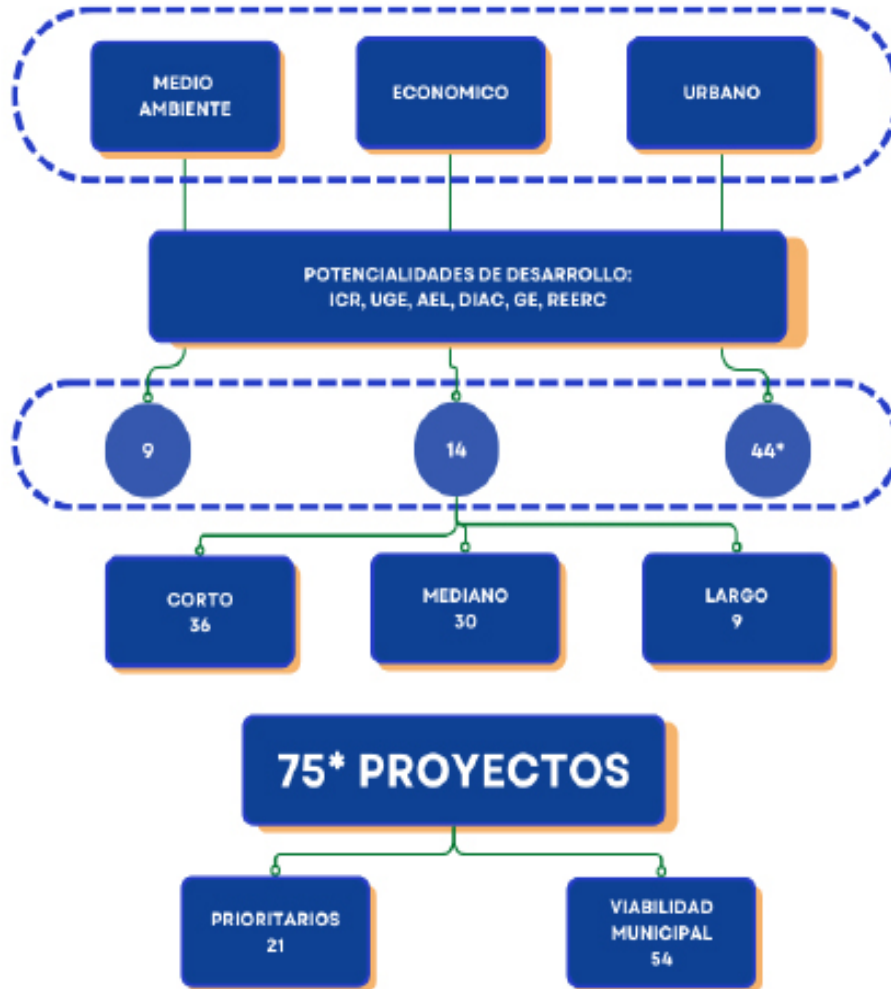 MEDIO
AMBIENTE
ECONOMICO
URBANO
POTENCIALIDADES DE DESARROLLO:
ICR, UGE, AEL, DIAC, GE, REERC
9
14
44*
CORTO
36
MEDIANO
30
LARGO
9
75* PROYECTOS
PRIORITARIOS
21
VIABILIDAD
MUNICIPAL
54